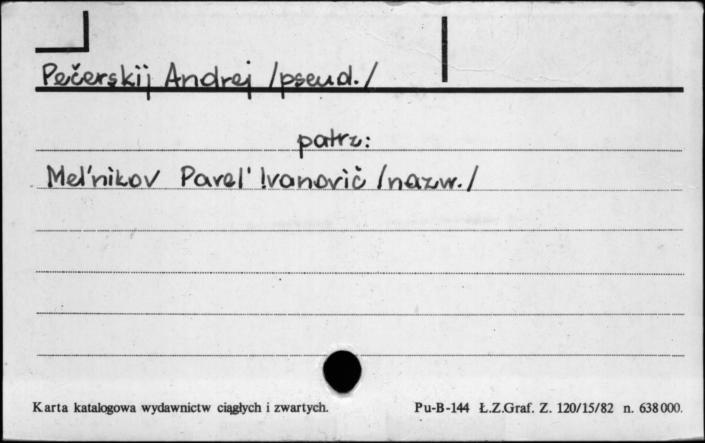 Pečerskij Andrej /pseud./
patrz:
Mel'nikov Pavel' Ivanovič /nazw./
Karta katalogowa wydawnictw ciągłych i zwartych. Pu-B-144 Ł.Z.Graf. Z. 120/15/82 n. 638000.